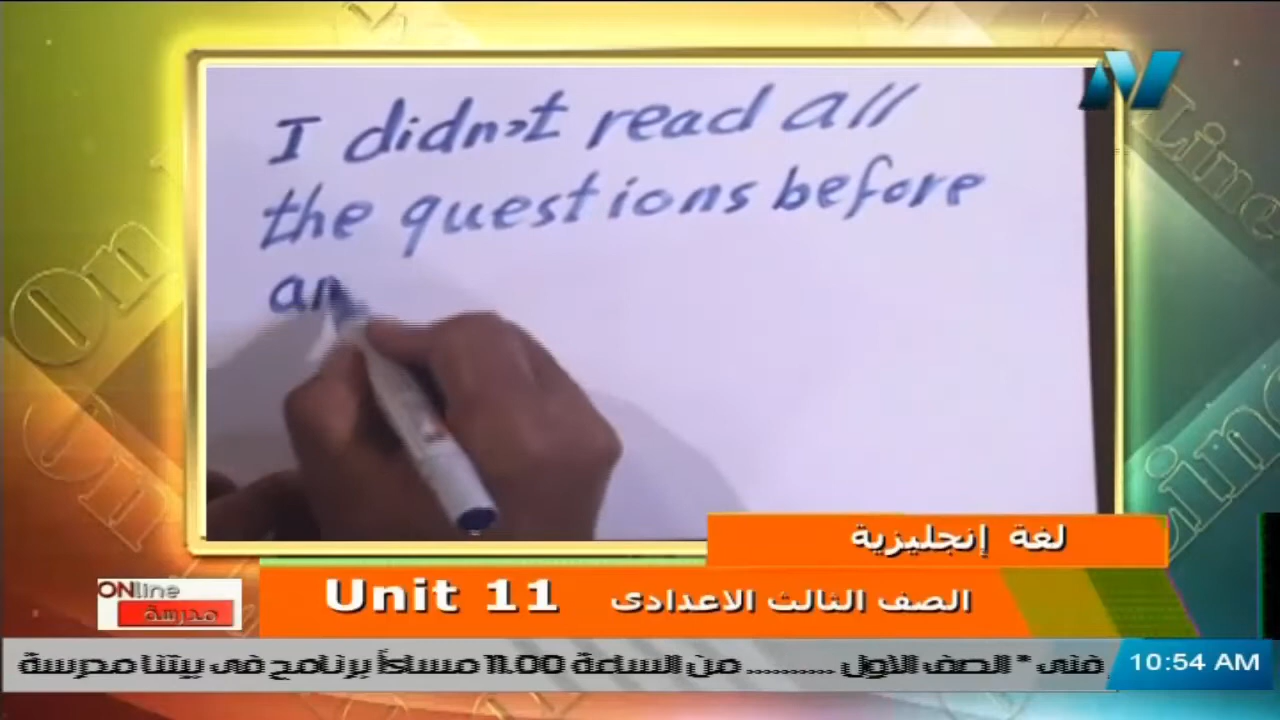 I didn't read all
the questions before
an
لغة إنجليزية
Unit 11 الصف الثالث الاعدادى
ONline
مدرسة
فنى * الصف الاول .......... من الساعة 11.00 مساءاً برنامج فى بيتنا مدرسة
10:54 AM